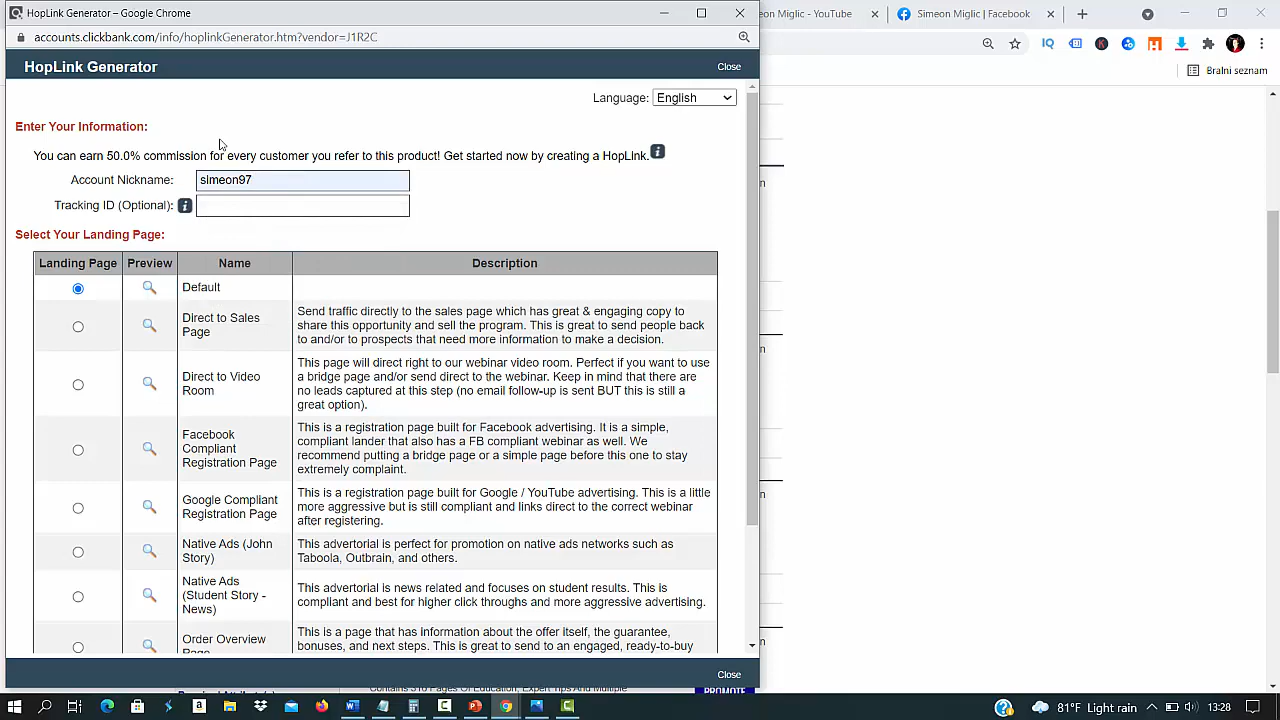 HopLink Generator – Google Chrome
eon Miglic - YouTube
Simeon Miglic | Facebook
accounts.clickbank.com/info/hoplinkGenerator.htm?vendor=J1R2C
IQ
Bralni seznam
HopLink Generator
Close
Language: English
Enter Your Information:
You can earn 50.0% commission for every customer you refer to this product! Get started now by creating a HopLink.
Account Nickname: simeon97
Tracking ID (Optional):
Select Your Landing Page:
Landing Page Preview Name Description
Default
Direct to Sales
Page
Send traffic directly to the sales page which has great & engaging copy to
share this opportunity and sell the program. This is great to send people back
to and/or to prospects that need more information to make a decision.
Direct to Video
Room
This page will direct right to our webinar video room. Perfect if you want to use
a bridge page and/or send direct to the webinar. Keep in mind that there are
no leads captured at this step (no email follow-up is sent BUT this is still a
great option).
Facebook
Compliant
Registration Page
This is a registration page built for Facebook advertising. It is a simple,
compliant lander that also has a FB compliant webinar as well. We
recommend putting a bridge page or a simple page before this one to stay
extremely complaint.
Google Compliant
Registration Page
This is a registration page built for Google / YouTube advertising. This is a little
more aggressive but is still compliant and links direct to the correct webinar
after registering.
Native Ads (John
Story)
This advertorial is perfect for promotion on native ads networks such as
Taboola, Outbrain, and others.
Native Ads
(Student Story -
News)
This advertorial is news related and focuses on student results. This is
compliant and best for higher click throughs and more aggressive advertising.
Order Overview
Page
This is a page that has information about the offer itself, the guarantee,
bonuses, and next steps. This is great to send to an engaged, ready-to-buy
Close
Contains 316 Pages Of Education, Expert Tips And Multiple
PROMOTE
81°F Light rain
13:28